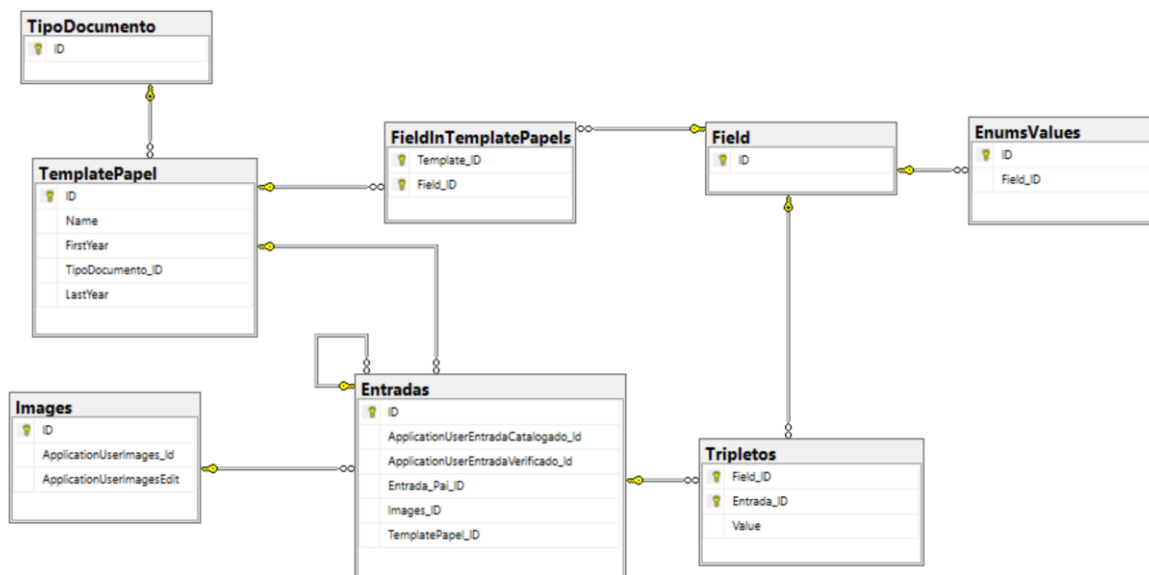 TipoDocumento
ID
TemplatePapel
ID
Name
FirstYear
TipoDocumento_ID
LastYear
FieldInTemplatePapels
Template_ID
Field_ID
Field
ID
EnumsValues
ID
Field_ID
Images
ID
ApplicationUserImages_Id
ApplicationUserImagesEdit
Entradas
ID
ApplicationUserEntradaCatalogado_Id
ApplicationUserEntradaVerificado_Id
Entrada_Pai_ID
Images_ID
TemplatePapel_ID
Tripletos
Field_ID
Entrada_ID
Value